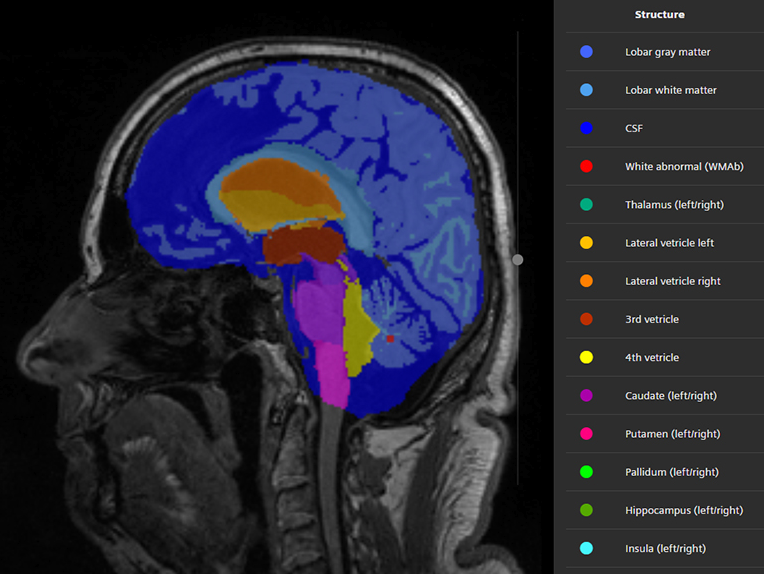 Structure
Lobar gray matter
Lobar white matter
CSF
White abnormal (WMAb)
Thalamus (left/right)
Lateral vetricle left
Lateral vetricle right
3rd vetricle
4th vetricle
Caudate (left/right)
Putamen (left/right)
Pallidum (left/right)
Hippocampus (left/right)
Insula (left/right)